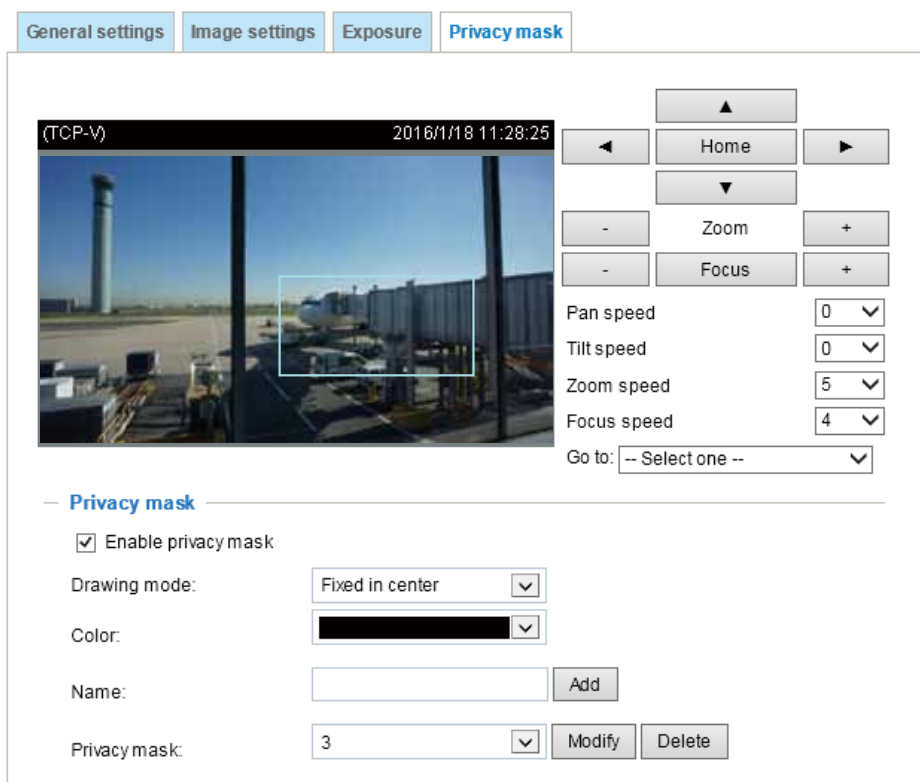 General settings Image settings Exposure Privacy mask
(TCP-V) 2016/1/18 11:28:25
▲
◄ Home ►
▼
- Zoom +
- Focus +
Pan speed 0
Tilt speed 0
Zoom speed 5
Focus speed 4
Go to: -- Select one --
Privacy mask
Enable privacy mask
Drawing mode: Fixed in center
Color:
Name: Add
Privacy mask: 3 Modify Delete